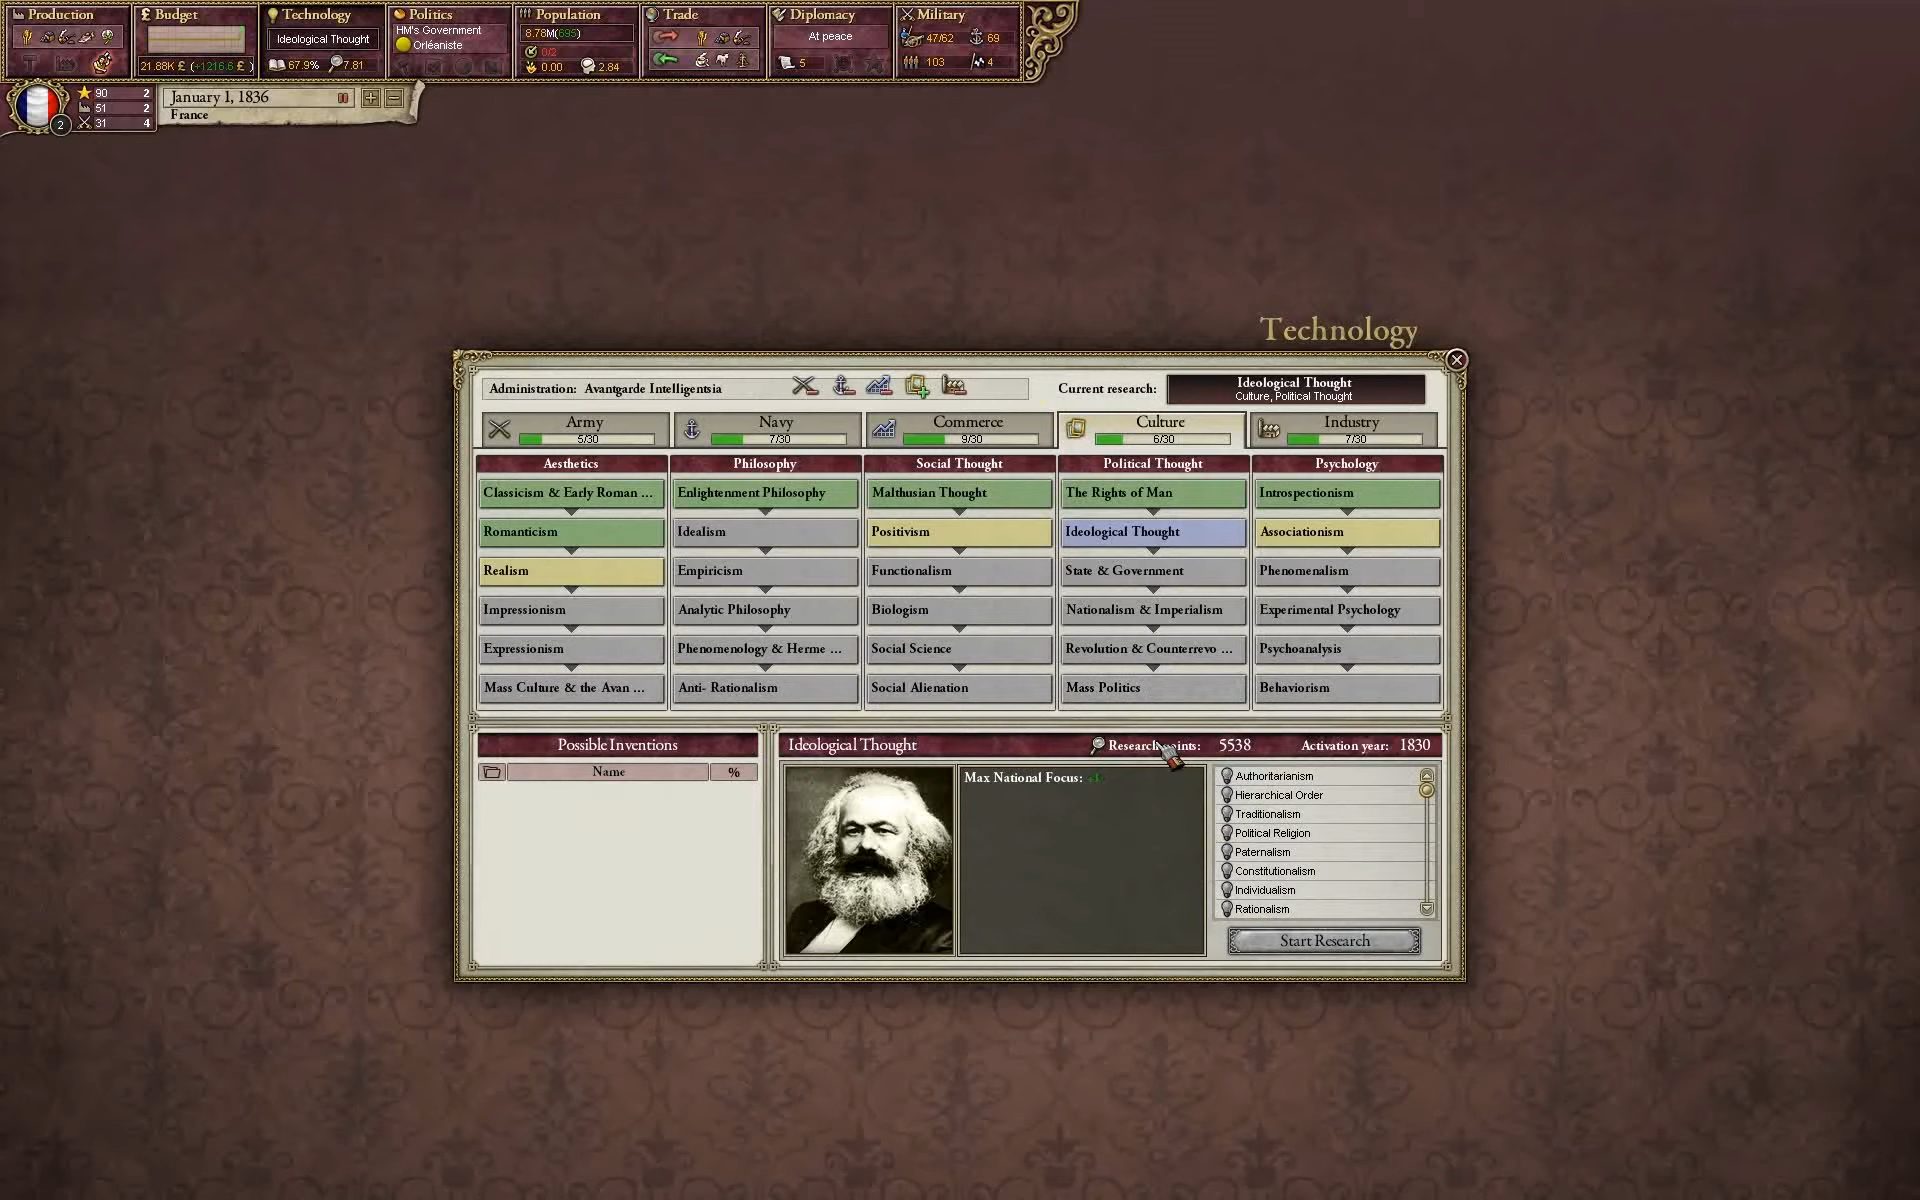 Production
£ Budget
Technology
Politics
Population
Trade
Diplomacy
Military
21.88K £ (+1216.6 £ )
Ideological Thought
67.9%
7.81
HM's Government
Orléaniste
8.78M(695)
0/2
0.00
2.84
At peace
5
47/62
69
103
4
2
90 2
51 2
31 4
January 1, 1836
France
Technology
Administration: Avantgarde Intelligentsia
Current research:
Ideological Thought
Culture, Political Thought
Army
5/30
Navy
7/30
Commerce
9/30
Culture
6/30
Industry
7/30
Aesthetics
Philosophy
Social Thought
Political Thought
Psychology
Classicism & Early Roman ...
Enlightenment Philosophy
Malthusian Thought
The Rights of Man
Introspectionism
Romanticism
Idealism
Positivism
Ideological Thought
Associationism
Realism
Empiricism
Functionalism
State & Government
Phenomenalism
Impressionism
Analytic Philosophy
Biologism
Nationalism & Imperialism
Experimental Psychology
Expressionism
Phenomenology & Herme ...
Social Science
Revolution & Counterrevo ...
Psychoanalysis
Mass Culture & the Avan ...
Anti- Rationalism
Social Alienation
Mass Politics
Behaviorism
Possible Inventions
Name
%
Ideological Thought
Research points: 5538
Activation year: 1830
Max National Focus: +1
Authoritarianism
Hierarchical Order
Traditionalism
Political Religion
Paternalism
Constitutionalism
Individualism
Rationalism
Start Research